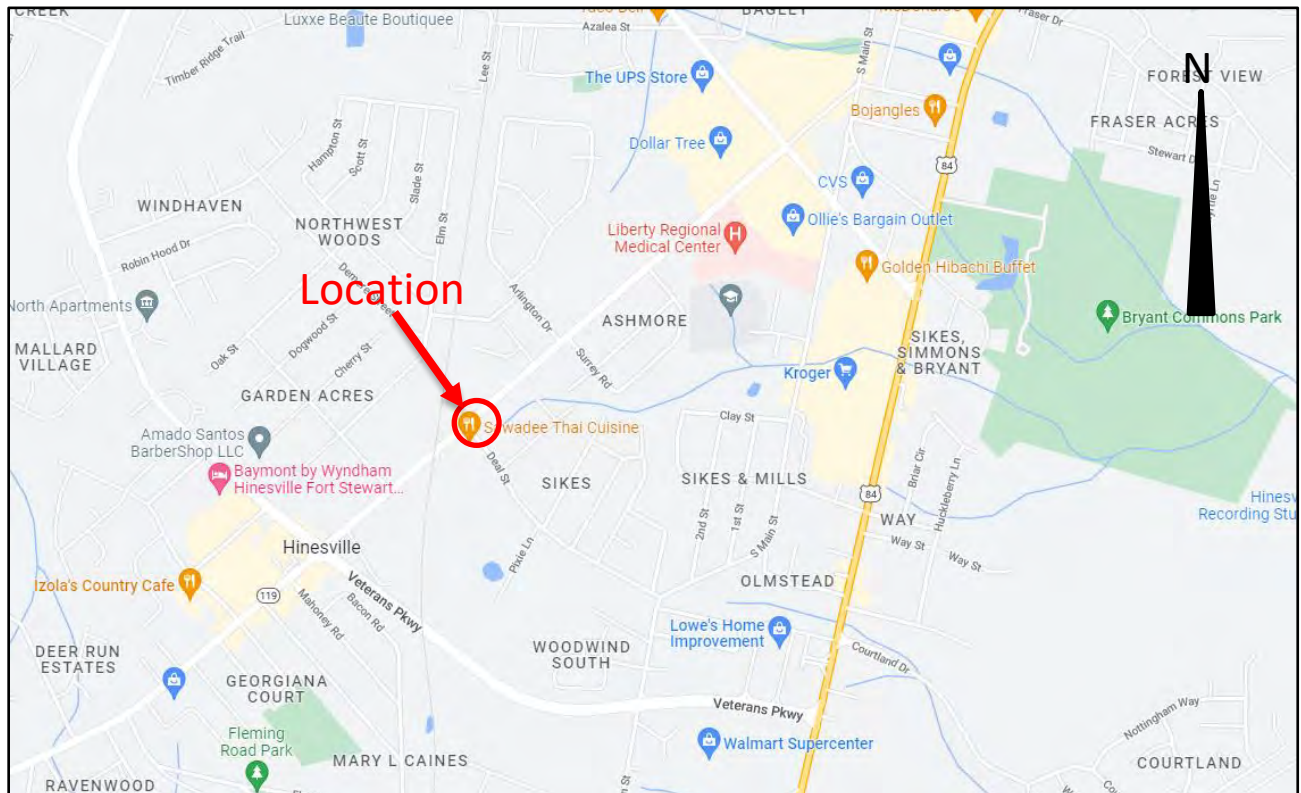 CREEK
Luxxe Beaute Boutiquee
Azalea St
BAGLEY
Fraser Dr
Timber Ridge Trail
Lee St
S Main St
N
The UPS Store
FOREST VIEW
Bojangles
FRASER ACRES
Hampton St
Scott St
Dollar Tree
Stewart D
84
Slade St
CVS
WINDHAVEN
NORTHWEST
WOODS
Elm St
Liberty Regional
Medical Center
H
Ollie's Bargain Outlet
Robin Hood Dr
Golden Hibachi Buffet
Location
North Apartments
Arlington Dr
ASHMORE
Bryant Commons Park
Dogwood St
MALLARD
VILLAGE
Oak St
Cherry St
Surrey Rd
SIKES,
SIMMONS
& BRYANT
Kroger
GARDEN ACRES
Clay St
Sawadee Thai Cuisine
Amado Santos
BarberShop LLC
Deal St
Briar Cir
Huckleberry Ln
Baymont by Wyndham
Hinesville Fort Stewart...
SIKES
SIKES & MILLS
84
Hinesv
Recording Stu
2nd St
1st St
S Main St
WAY
Way St
Way St
Hinesville
Pixie Ln
Izola's Country Cafe
119
Veterans Pkwy
Mahoney Rd
Bacon Rd
OLMSTEAD
Lowe's Home
Improvement
DEER RUN
ESTATES
WOODWIND
SOUTH
Courtland Dr
GEORGIANA
COURT
Veterans Pkwy
Nottingham Way
Fleming
Road Park
Walmart Supercenter
MARY L CAINES
COURTLAND
RAVENWOOD
St